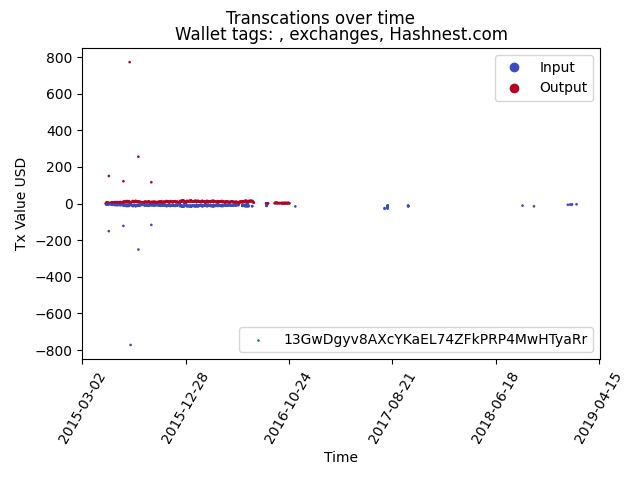 Transcations over time
Wallet tags: , exchanges, Hashnest.com
800
600
400
200
0
−200
−400
−600
−800
Tx Value USD
Input
Output
13GwDgyv8AXcYKaEL74ZFkPRP4MwHTyaRr
2015-03-02
2015-12-28
2016-10-24
2017-08-21
2018-06-18
2019-04-15
Time